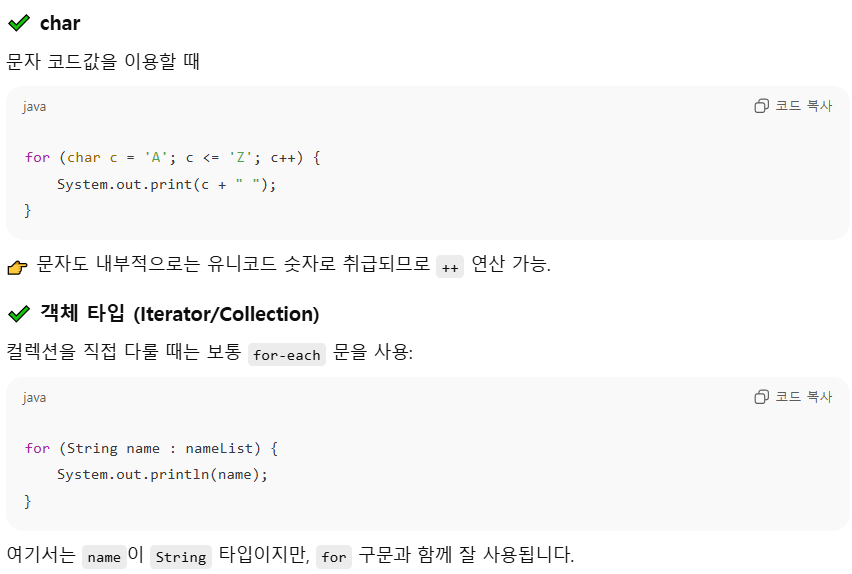 ✔ char
문자 코드값을 이용할 때
java 코드 복사
for (char c = 'A'; c <= 'Z'; c++) {
    System.out.print(c + " ");
}
👉 문자도 내부적으로는 유니코드 숫자로 취급되므로 ++ 연산 가능.
✔ 객체 타입 (Iterator/Collection)
컬렉션을 직접 다룰 때는 보통 for-each 문을 사용:
java 코드 복사
for (String name : nameList) {
    System.out.println(name);
}
여기서는 name이 String 타입이지만, for 구문과 함께 잘 사용됩니다.